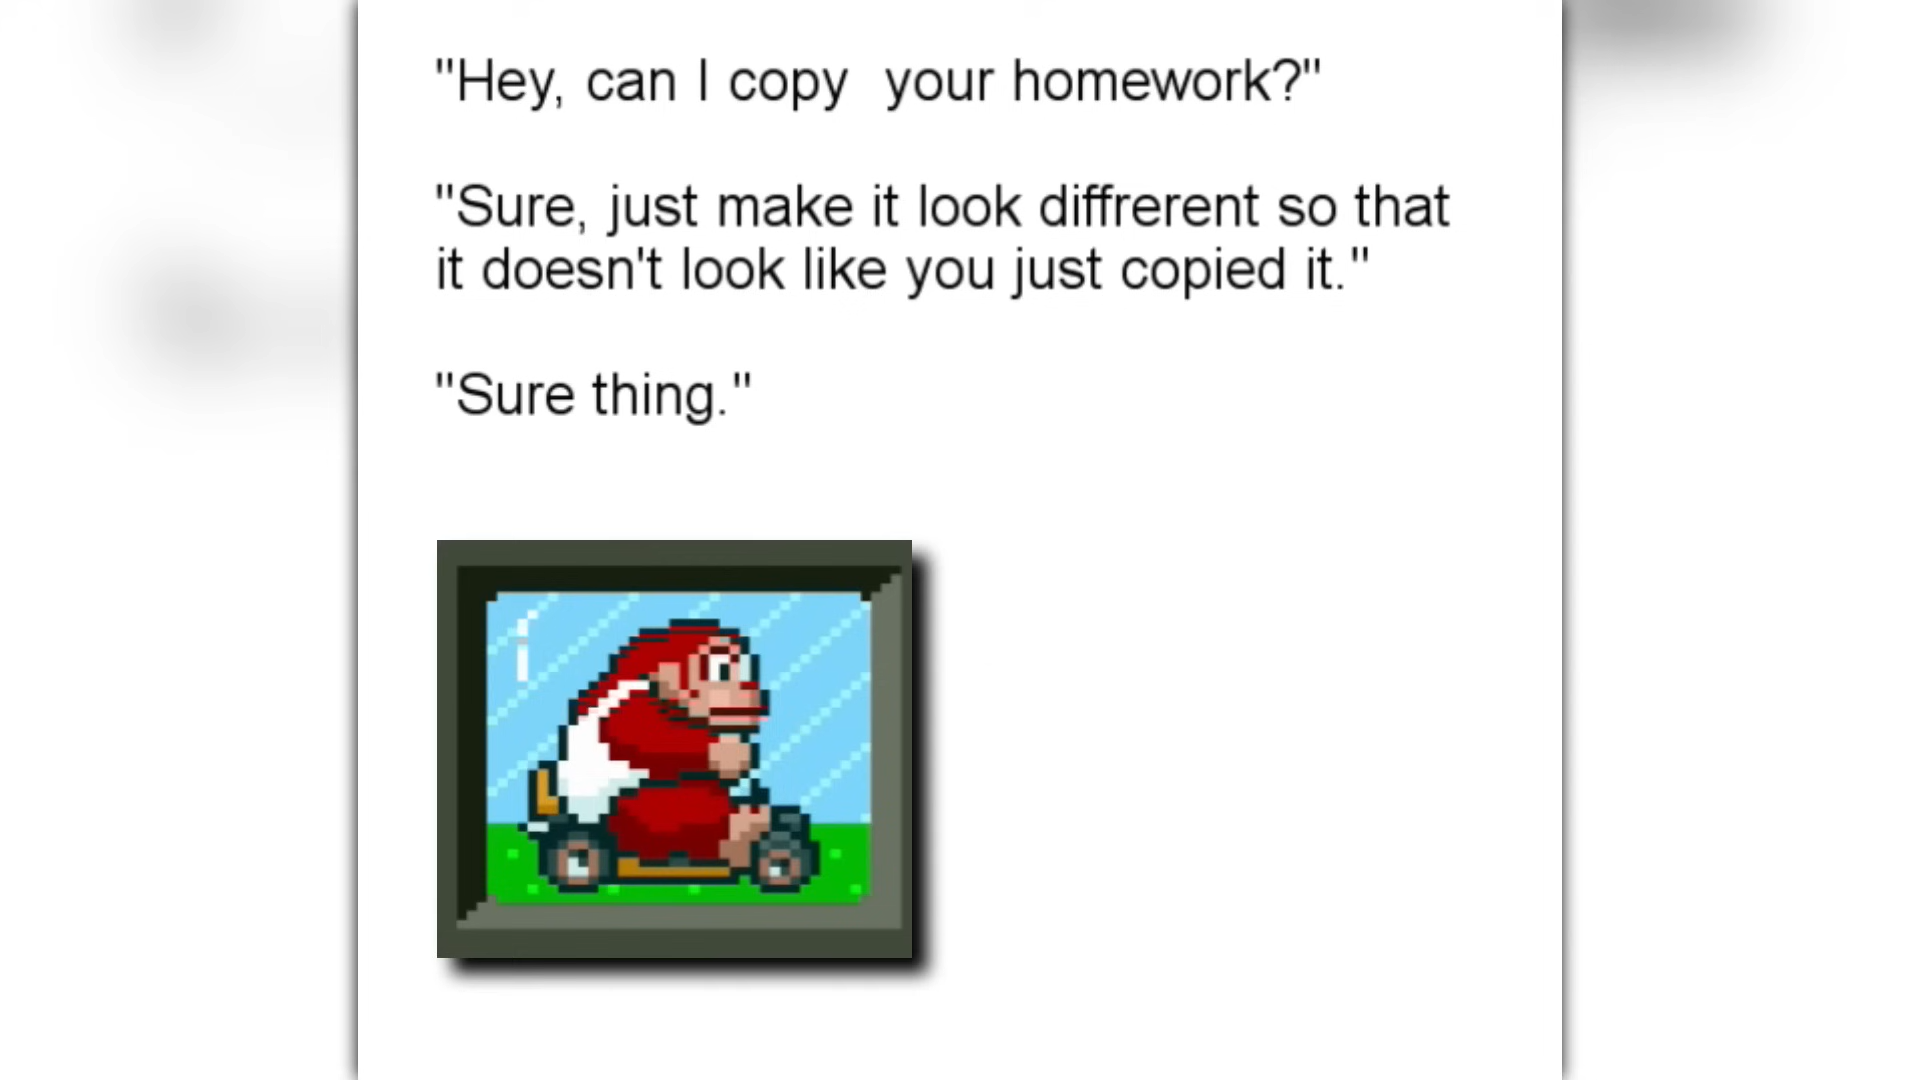 "Hey, can I copy  your homework?"
"Sure, just make it look diffrerent so that
it doesn't look like you just copied it."
"Sure thing."